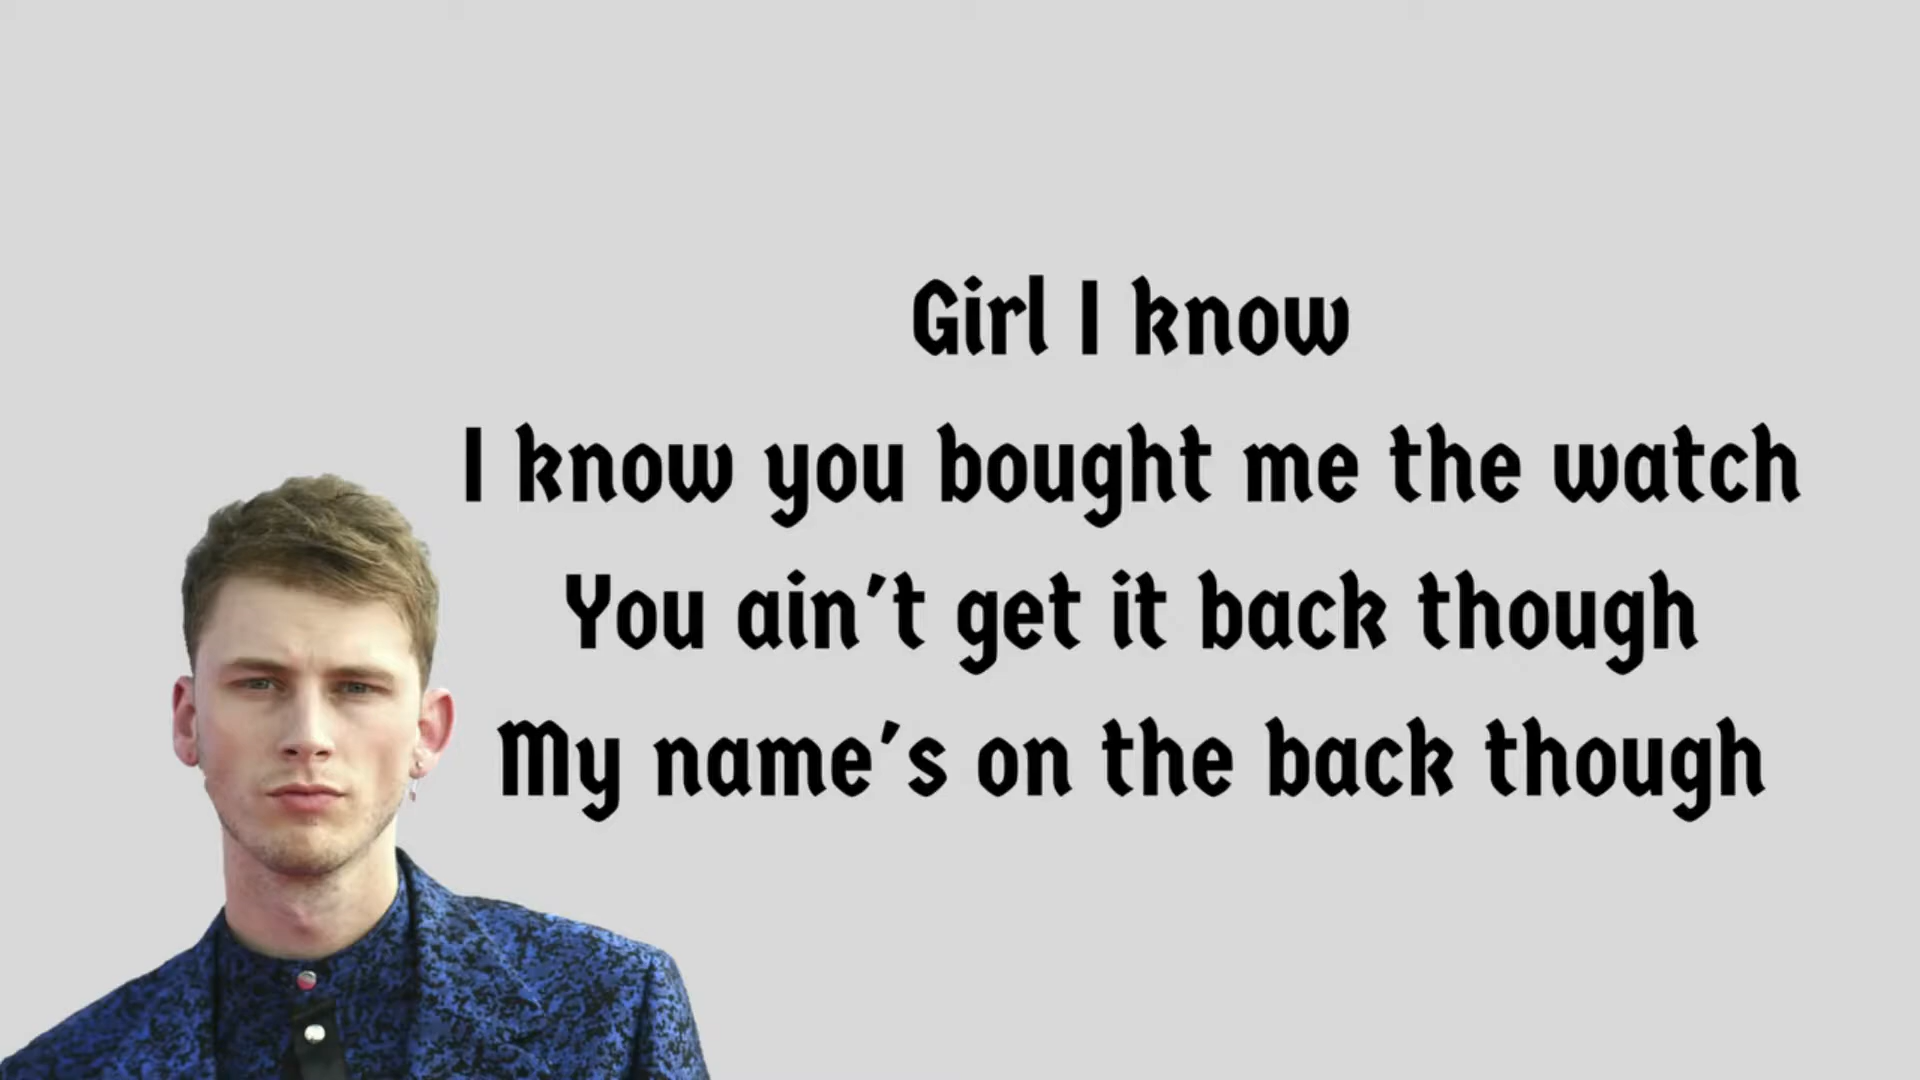 Girl I know
I know you bought me the watch
You ain't get it back though
My name's on the back though